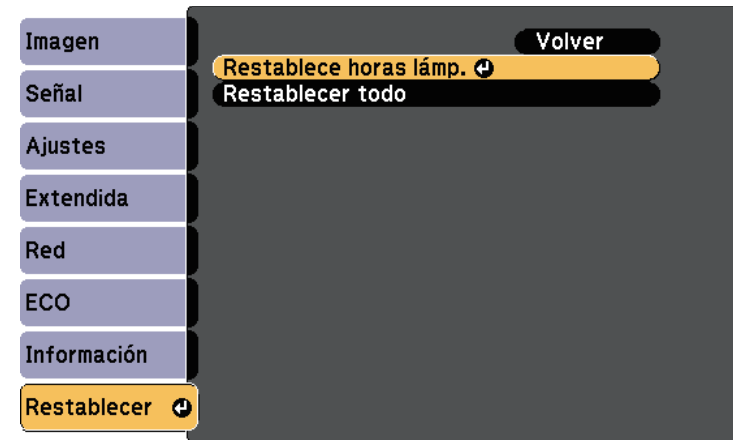 Imagen
Señal
Ajustes
Extendida
Red
ECO
Información
Restablecer
Volver
Restablece horas lámp.
Restablecer todo